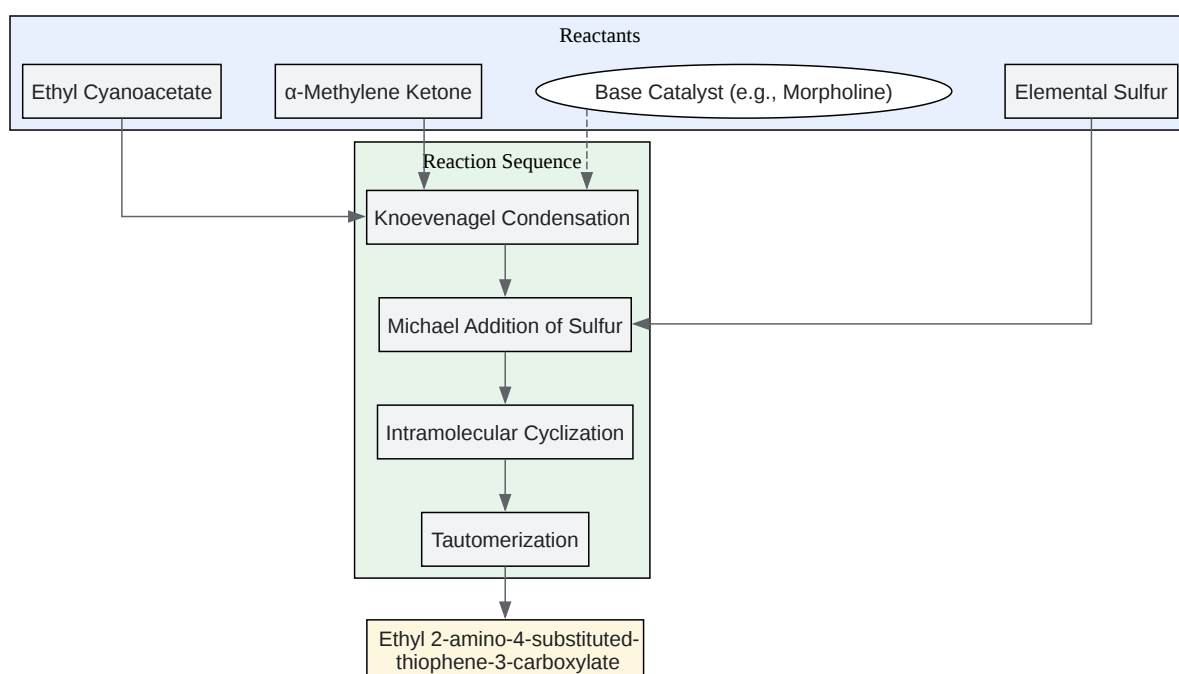 Reactants
Ethyl Cyanoacetate
α-Methylene Ketone
Base Catalyst (e.g., Morpholine)
Elemental Sulfur
Reaction Sequence
Knoevenagel Condensation
Michael Addition of Sulfur
Intramolecular Cyclization
Tautomerization
Ethyl 2-amino-4-substituted-
thiophene-3-carboxylate